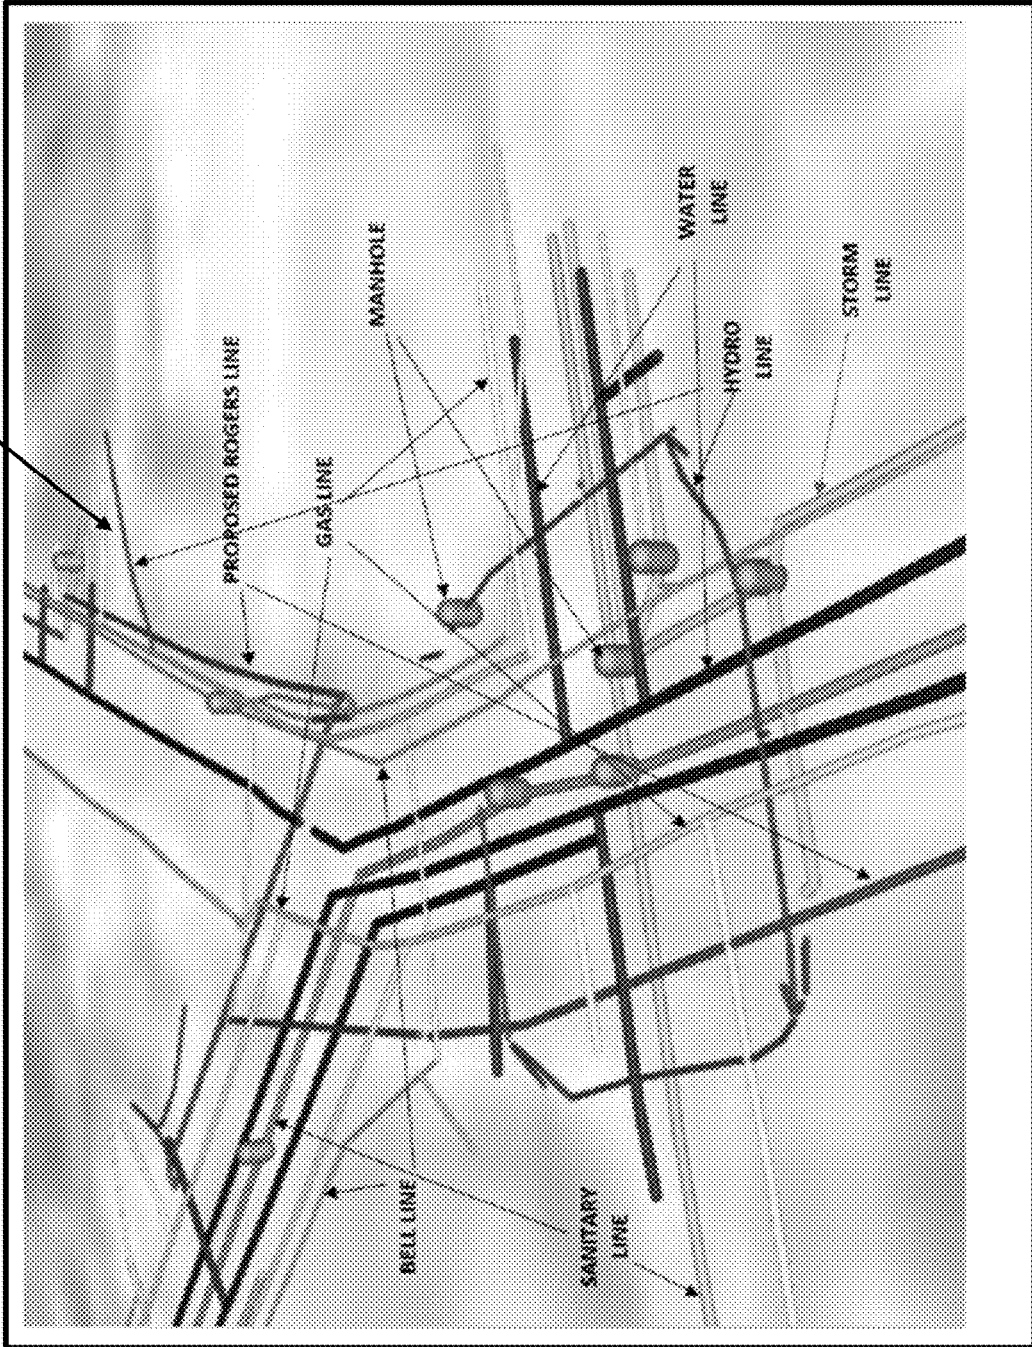 BELL LINE
SANITARY
LINE
PROPOSED ROGERS LINE
GAS LINE
MANHOLE
HYDRO
LINE
WATER
LINE
STORM
LINE